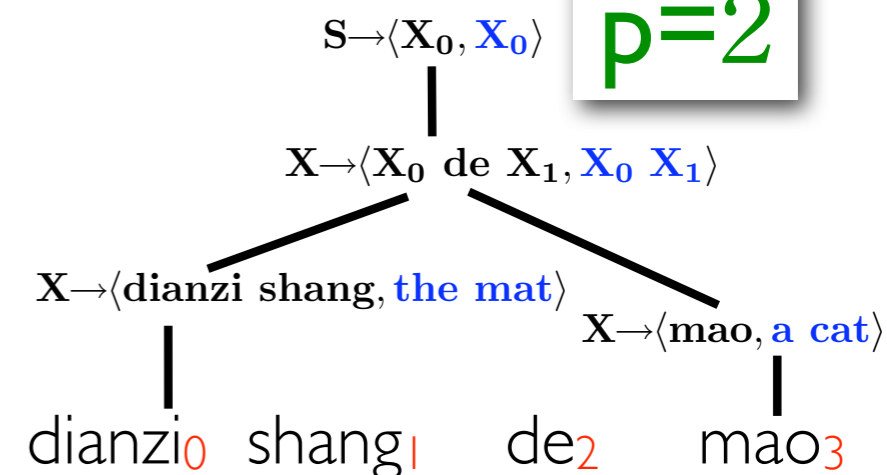 p=2
S→⟨X₀, X₀⟩
X→⟨X₀ de X₁, X₀ X₁⟩
X→⟨dianzi shang, the mat⟩
X→⟨mao, a cat⟩
dianzi₀ shang₁ de₂ mao₃